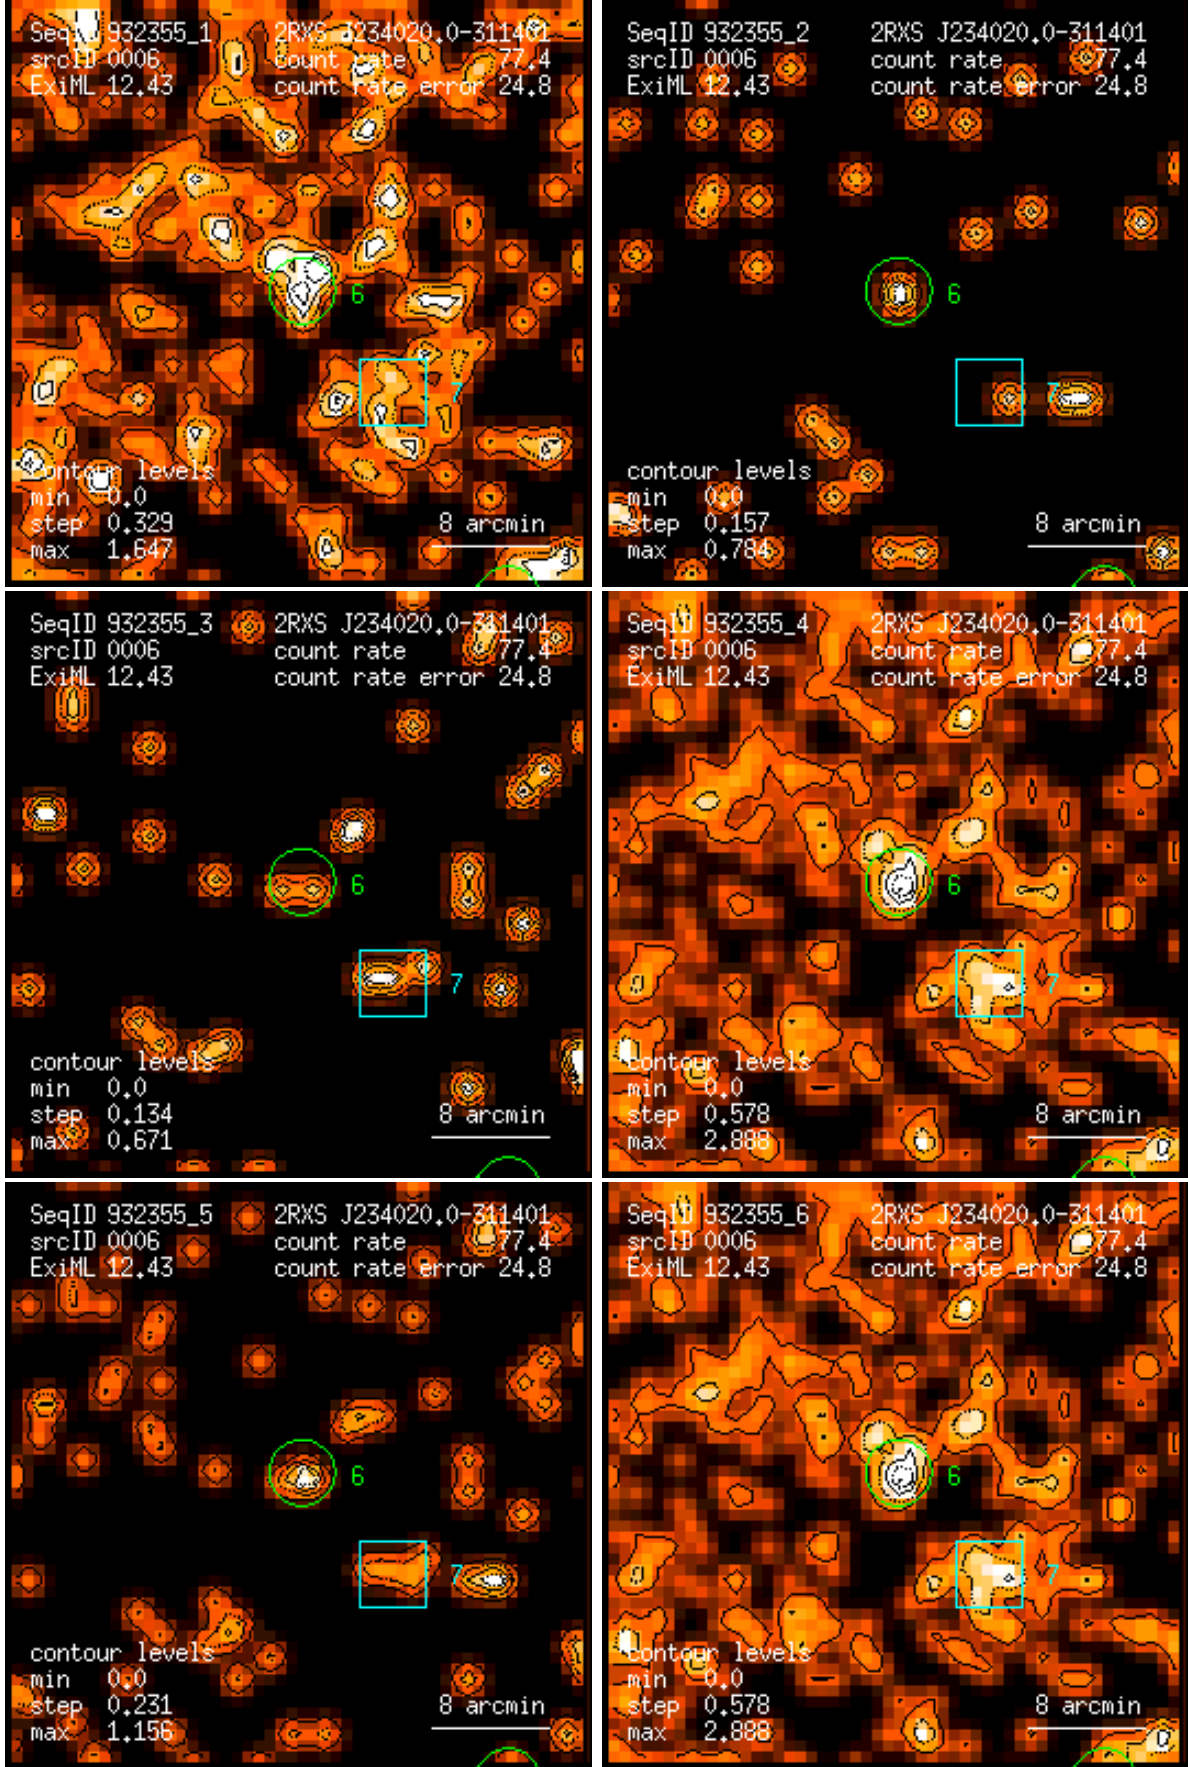 SeqID 932355_1 2RXS J234020.0-311401
srcID 0006 count rate 77.4
ExiML 12.43 count rate error 24.8
6
7
contour levels
min 0.0
step 0.329 8 arcmin
max 1.647
SeqID 932355_2 2RXS J234020.0-311401
srcID 0006 count rate 77.4
ExiML 12.43 count rate error 24.8
6
7
contour levels
min 0.0
step 0.157 8 arcmin
max 0.784
SeqID 932355_3 2RXS J234020.0-311401
srcID 0006 count rate 77.4
ExiML 12.43 count rate error 24.8
6
7
contour levels
min 0.0
step 0.134 8 arcmin
max 0.671
SeqID 932355_4 2RXS J234020.0-311401
srcID 0006 count rate 77.4
ExiML 12.43 count rate error 24.8
6
7
contour levels
min 0.0
step 0.578 8 arcmin
max 2.888
SeqID 932355_5 2RXS J234020.0-311401
srcID 0006 count rate 77.4
ExiML 12.43 count rate error 24.8
6
7
contour levels
min 0.0
step 0.231 8 arcmin
max 1.156
SeqID 932355_6 2RXS J234020.0-311401
srcID 0006 count rate 77.4
ExiML 12.43 count rate error 24.8
6
7
contour levels
min 0.0
step 0.578 8 arcmin
max 2.888